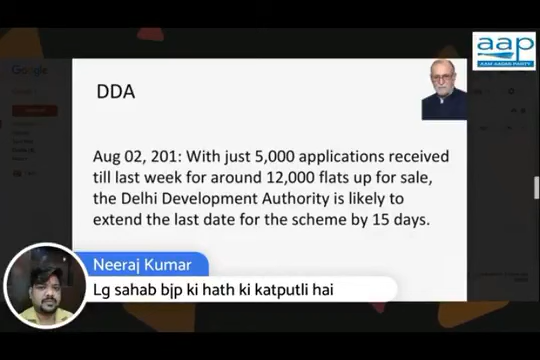 aap
AAM AADMI PARTY
Google
DDA
Aug 02, 201: With just 5,000 applications received
till last week for around 12,000 flats up for sale,
the Delhi Development Authority is likely to
extend the last date for the scheme by 15 days.
Neeraj Kumar
Lg sahab bjp ki hath ki katputli hai